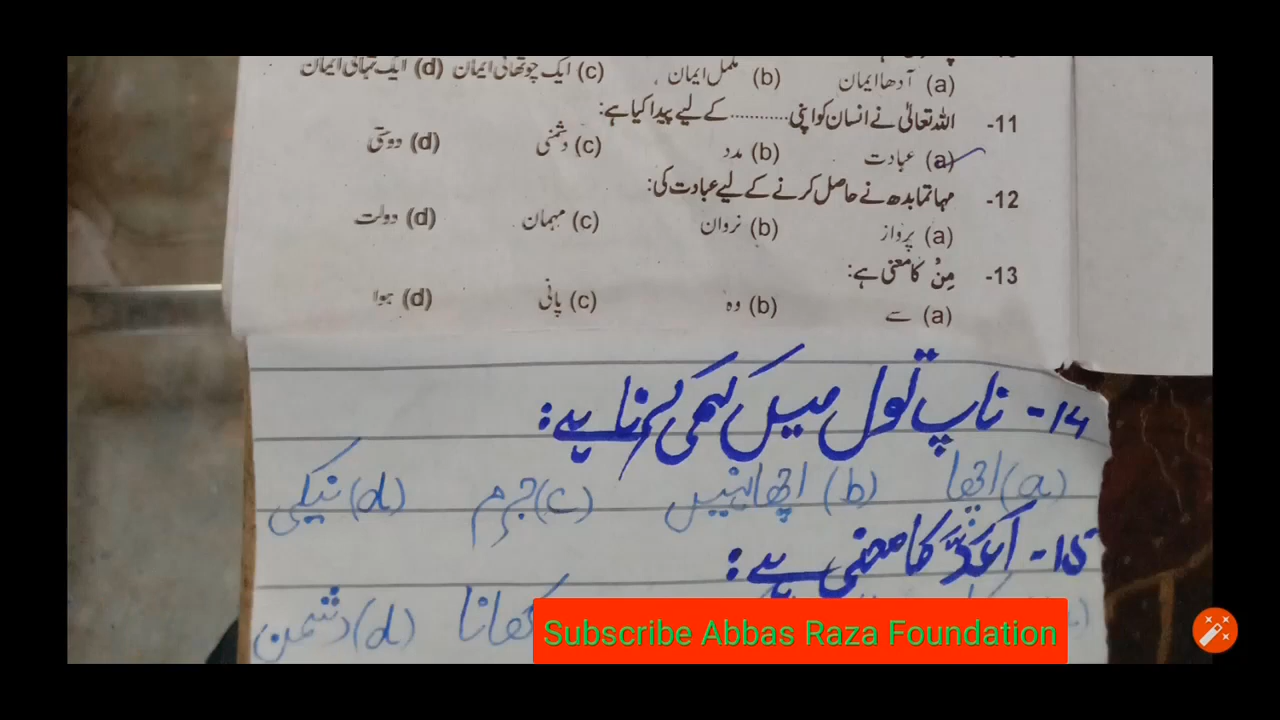 (a) آدھا ایمان (b) مکمل ایمان (c) ایک چوتھائی ایمان (d) ایک تہائی ایمان
11- اللہ تعالیٰ نے انسان کو اپنی ........... کے لیے پیدا کیا ہے:
(a) عبادت (b) مدد (c) دشمنی (d) دوستی
12- مہاتما بدھ نے حاصل کرنے کے لیے عبادت کی:
(a) پرواز (b) نروان (c) مہمان (d) دولت
13- مِنْ کا معنی ہے:
(a) سے (b) وہ (c) پانی (d) ہوا
14- ناپ تول میں کمی کرنا ہے:
(a) اچھا (b) اچھا نہیں (c) جرم (d) نیکی
15- کا معنی ہے:
کھانا (d) دشمن
Subscribe Abbas Raza Foundation